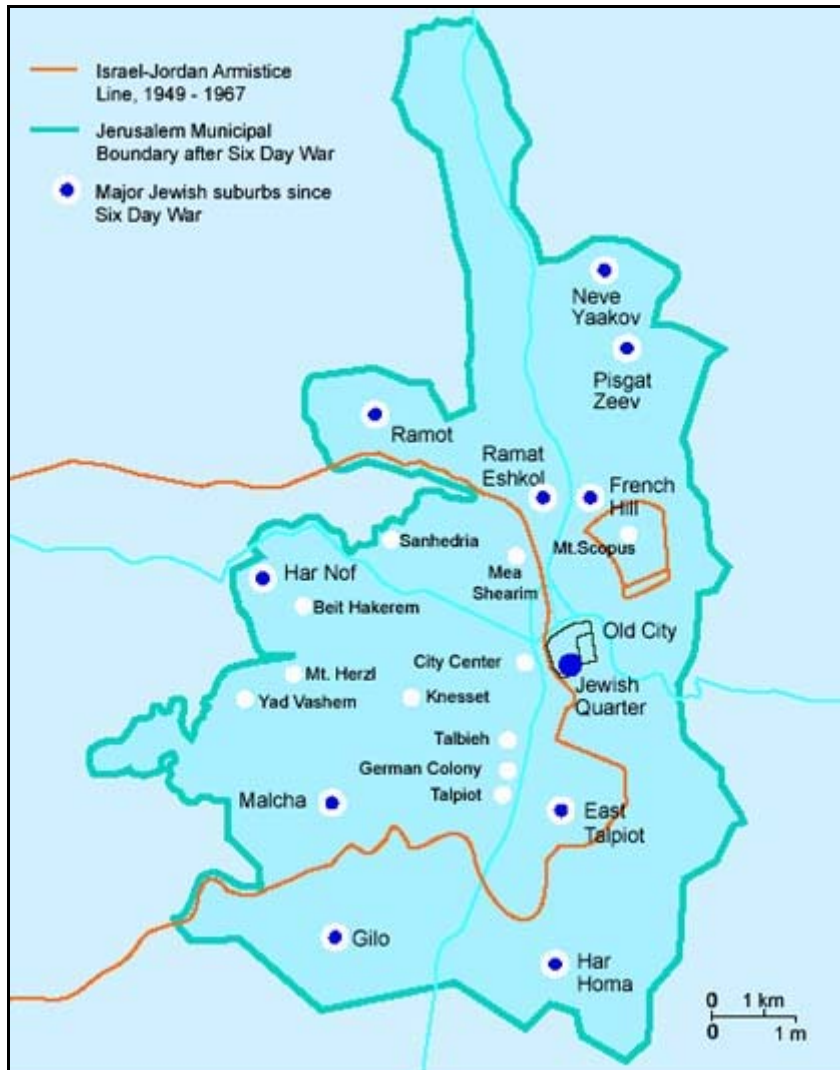 Israel-Jordan Armistice
Line, 1949 - 1967
Jerusalem Municipal
Boundary after Six Day War
Major Jewish suburbs since
Six Day War
Neve
Yaakov
Pisgat
Zeev
Ramot
Ramat
Eshkol
French
Hill
Mt.Scopus
Sanhedria
Mea
Shearim
Har Nof
Beit Hakerem
Old City
City Center
Mt. Herzl
Jewish
Quarter
Yad Vashem
Knesset
Talbieh
German Colony
Talpiot
Malcha
East
Talpiot
Gilo
Har
Homa
0 1 km
0 1 m